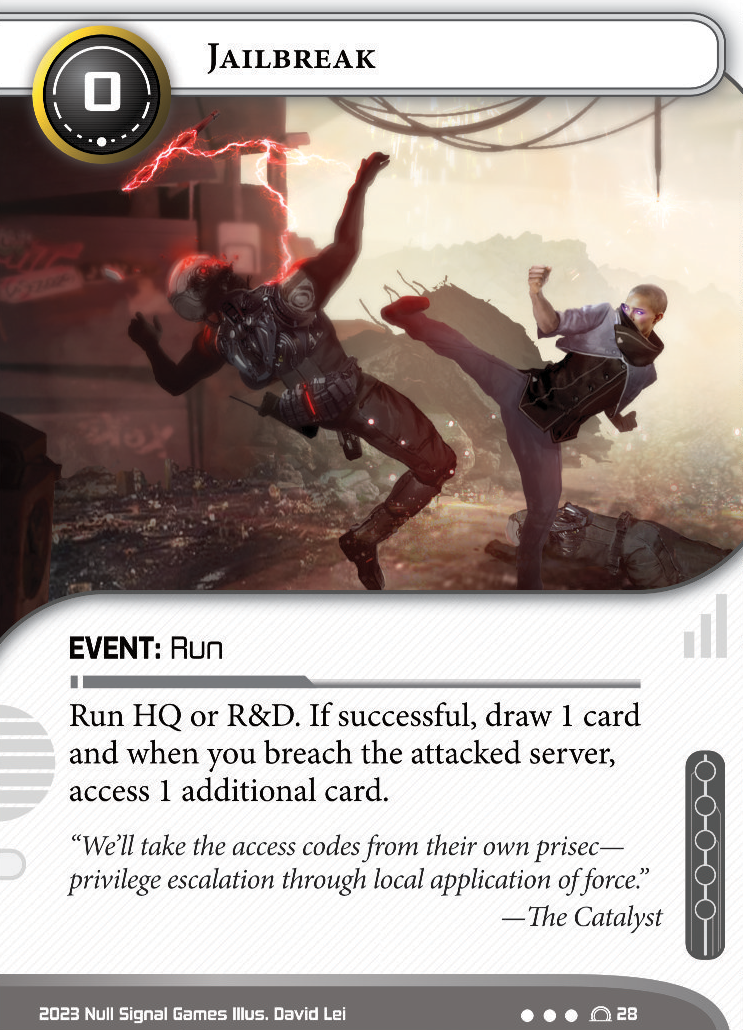 0
JAILBREAK
EVENT: Run
Run HQ or R&D. If successful, draw 1 card
and when you breach the attacked server,
access 1 additional card.
“We’ll take the access codes from their own prisec—
privilege escalation through local application of force.”
—The Catalyst
2023 Null Signal Games Illus. David Lei
28